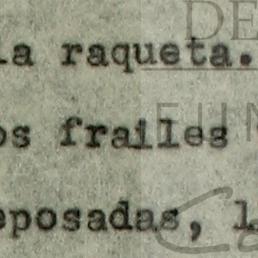 la raqueta.
os frailes
eposadas, l